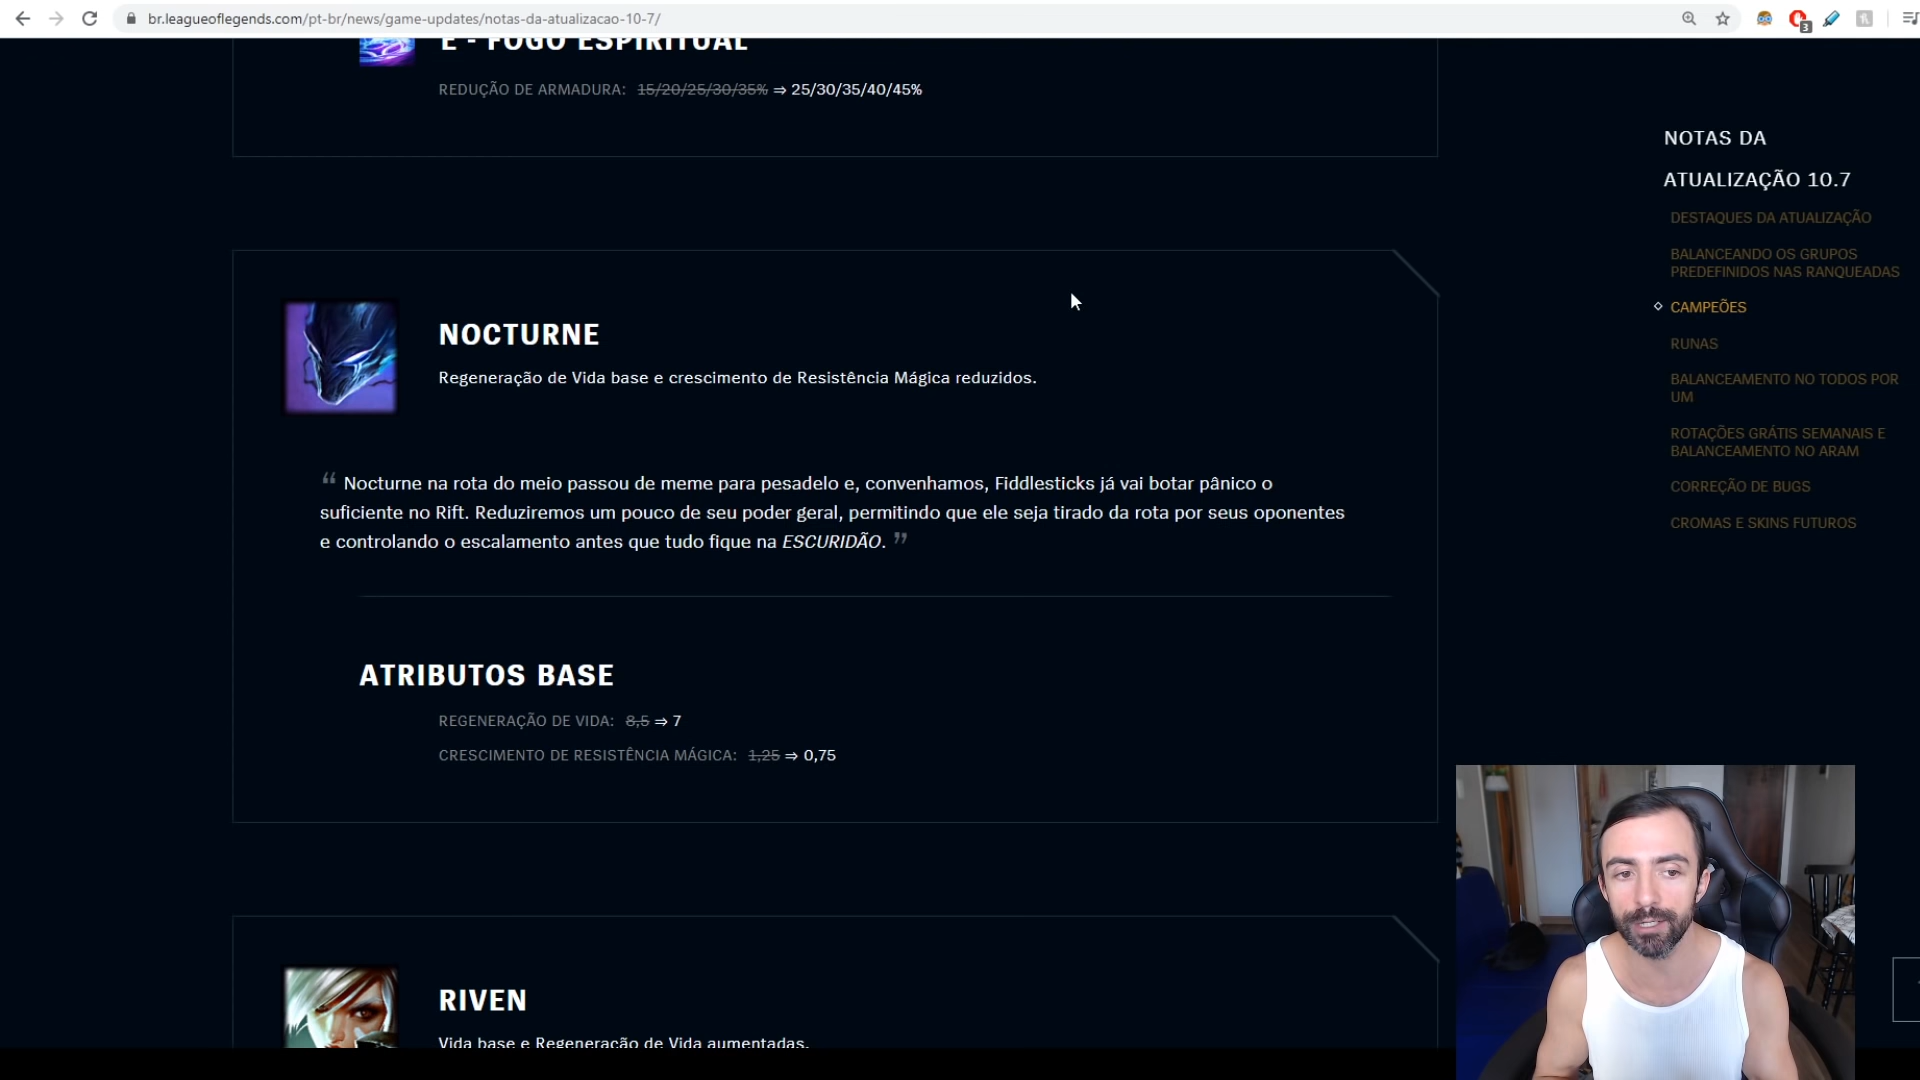 br.leagueoflegends.com/pt-br/news/game-updates/notas-da-atualizacao-10-7/
3
E - FOGO ESPIRITUAL
REDUÇÃO DE ARMADURA: 15/20/25/30/35% ⇒ 25/30/35/40/45%
NOCTURNE
Regeneração de Vida base e crescimento de Resistência Mágica reduzidos.
“ Nocturne na rota do meio passou de meme para pesadelo e, convenhamos, Fiddlesticks já vai botar pânico o
suficiente no Rift. Reduziremos um pouco de seu poder geral, permitindo que ele seja tirado da rota por seus oponentes
e controlando o escalamento antes que tudo fique na ESCURIDÃO. ”
ATRIBUTOS BASE
REGENERAÇÃO DE VIDA: 8,5 ⇒ 7
CRESCIMENTO DE RESISTÊNCIA MÁGICA: 1,25 ⇒ 0,75
RIVEN
Vida base e Regeneração de Vida aumentadas.
NOTAS DA
ATUALIZAÇÃO 10.7
DESTAQUES DA ATUALIZAÇÃO
BALANCEANDO OS GRUPOS
PREDEFINIDOS NAS RANQUEADAS
CAMPEÕES
RUNAS
BALANCEAMENTO NO TODOS POR
UM
ROTAÇÕES GRÁTIS SEMANAIS E
BALANCEAMENTO NO ARAM
CORREÇÃO DE BUGS
CROMAS E SKINS FUTUROS